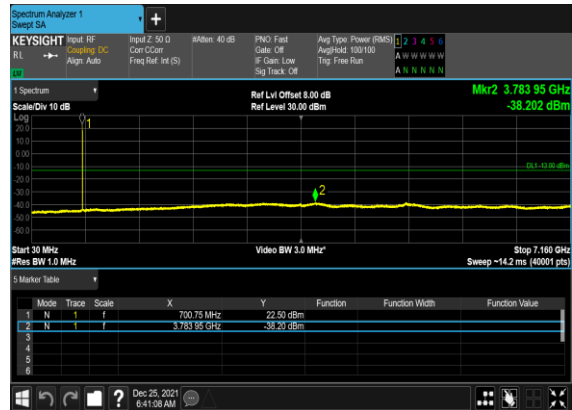 Spectrum Analyzer 1
Swept SA
KEYSIGHT Input: RF Input Z: 50 Ω #Atten: 40 dB PNO: Fast Avg Type: Power (RMS) 1 2 3 4 5 6
RL Coupling: DC Corr CCorr Gate: Off Avg|Hold: 100/100 A W W W W W
Align: Auto Freq Ref: Int (S) IF Gain: Low Trig: Free Run
Sig Track: Off A N N N N N
1 Spectrum Ref Lvl Offset 8.00 dB Mkr2 3.783 95 GHz
Scale/Div 10 dB Ref Level 30.00 dBm -38.202 dBm
Log
1
20.0
10.0
0.00
-10.0 DL1 -13.00 dBm
-20.0
-30.0 2
-40.0
-50.0
-60.0
Start 30 MHz Video BW 3.0 MHz* Stop 7.160 GHz
#Res BW 1.0 MHz Sweep ~14.2 ms (40001 pts)
5 Marker Table
Mode Trace Scale X Y Function Function Width Function Value
1 N 1 f 700.75 MHz 22.50 dBm
2 N 1 f 3.783 95 GHz -38.20 dBm
3
4
5
6
? Dec 25, 2021
6:41:08 AM